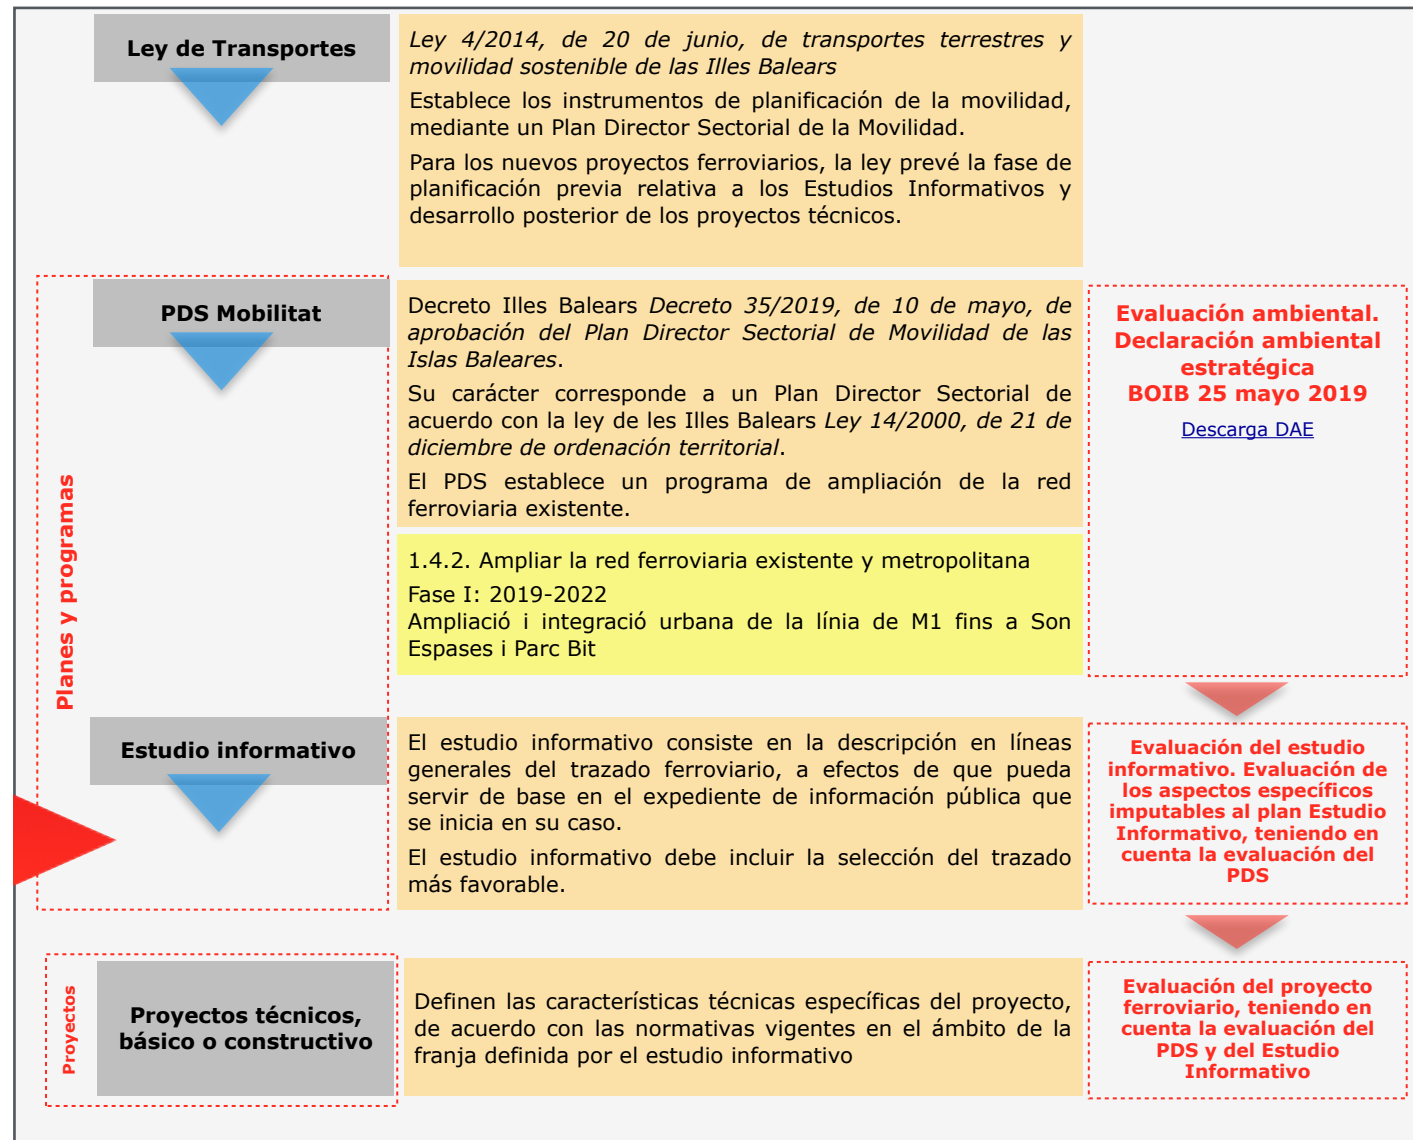 Ley de Transportes
Ley 4/2014, de 20 de junio, de transportes terrestres y
movilidad sostenible de las Illes Balears
Establece los instrumentos de planificación de la movilidad,
mediante un Plan Director Sectorial de la Movilidad.
Para los nuevos proyectos ferroviarios, la ley prevé la fase de
planificación previa relativa a los Estudios Informativos y
desarrollo posterior de los proyectos técnicos.
Planes y programas
PDS Mobilitat
Decreto Illes Balears Decreto 35/2019, de 10 de mayo, de
aprobación del Plan Director Sectorial de Movilidad de las
Islas Baleares.
Su carácter corresponde a un Plan Director Sectorial de
acuerdo con la ley de les Illes Balears Ley 14/2000, de 21 de
diciembre de ordenación territorial.
El PDS establece un programa de ampliación de la red
ferroviaria existente.
1.4.2. Ampliar la red ferroviaria existente y metropolitana
Fase I: 2019-2022
Ampliació i integració urbana de la línia de M1 fins a Son
Espases i Parc Bit
Evaluación ambiental.
Declaración ambiental
estratégica
BOIB 25 mayo 2019
Descarga DAE
Estudio informativo
El estudio informativo consiste en la descripción en líneas
generales del trazado ferroviario, a efectos de que pueda
servir de base en el expediente de información pública que
se inicia en su caso.
El estudio informativo debe incluir la selección del trazado
más favorable.
Evaluación del estudio
informativo. Evaluación de
los aspectos específicos
imputables al plan Estudio
Informativo, teniendo en
cuenta la evaluación del
PDS
Proyectos
Proyectos técnicos,
básico o constructivo
Definen las características técnicas específicas del proyecto,
de acuerdo con las normativas vigentes en el ámbito de la
franja definida por el estudio informativo
Evaluación del proyecto
ferroviario, teniendo en
cuenta la evaluación del
PDS y del Estudio
Informativo